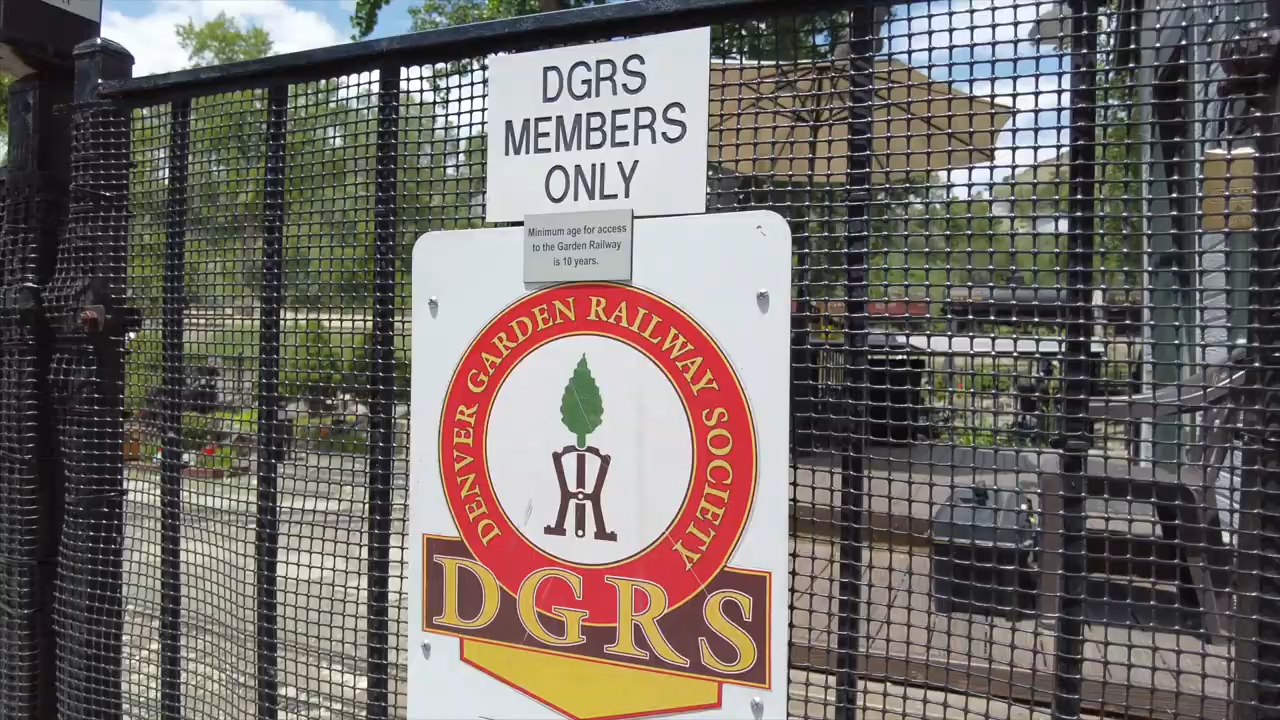 DGRS
MEMBERS
ONLY
Minimum age for access
to the Garden Railway
is 10 years.
DENVER GARDEN RAILWAY SOCIETY
DGRS